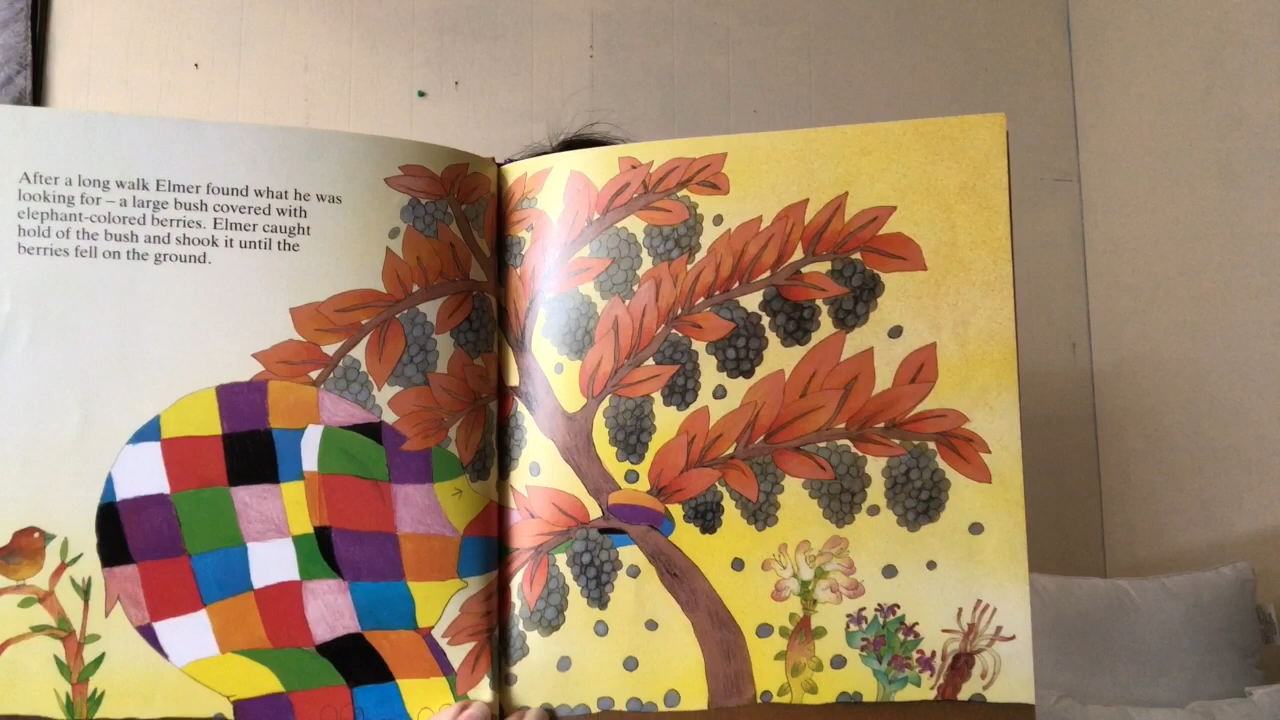 After a long walk Elmer found what he was
looking for – a large bush covered with
elephant-colored berries. Elmer caught
hold of the bush and shook it until the
berries fell on the ground.